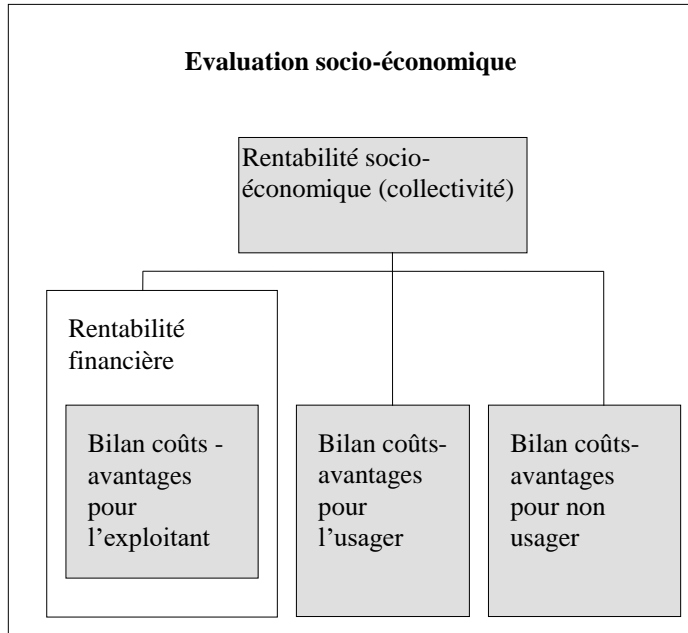 Evaluation socio-économique
Rentabilité socio-
économique (collectivité)
Rentabilité
financière
Bilan coûts -
avantages
pour
l’exploitant
Bilan coûts-
avantages
pour
l’usager
Bilan coûts-
avantages
pour non
usager